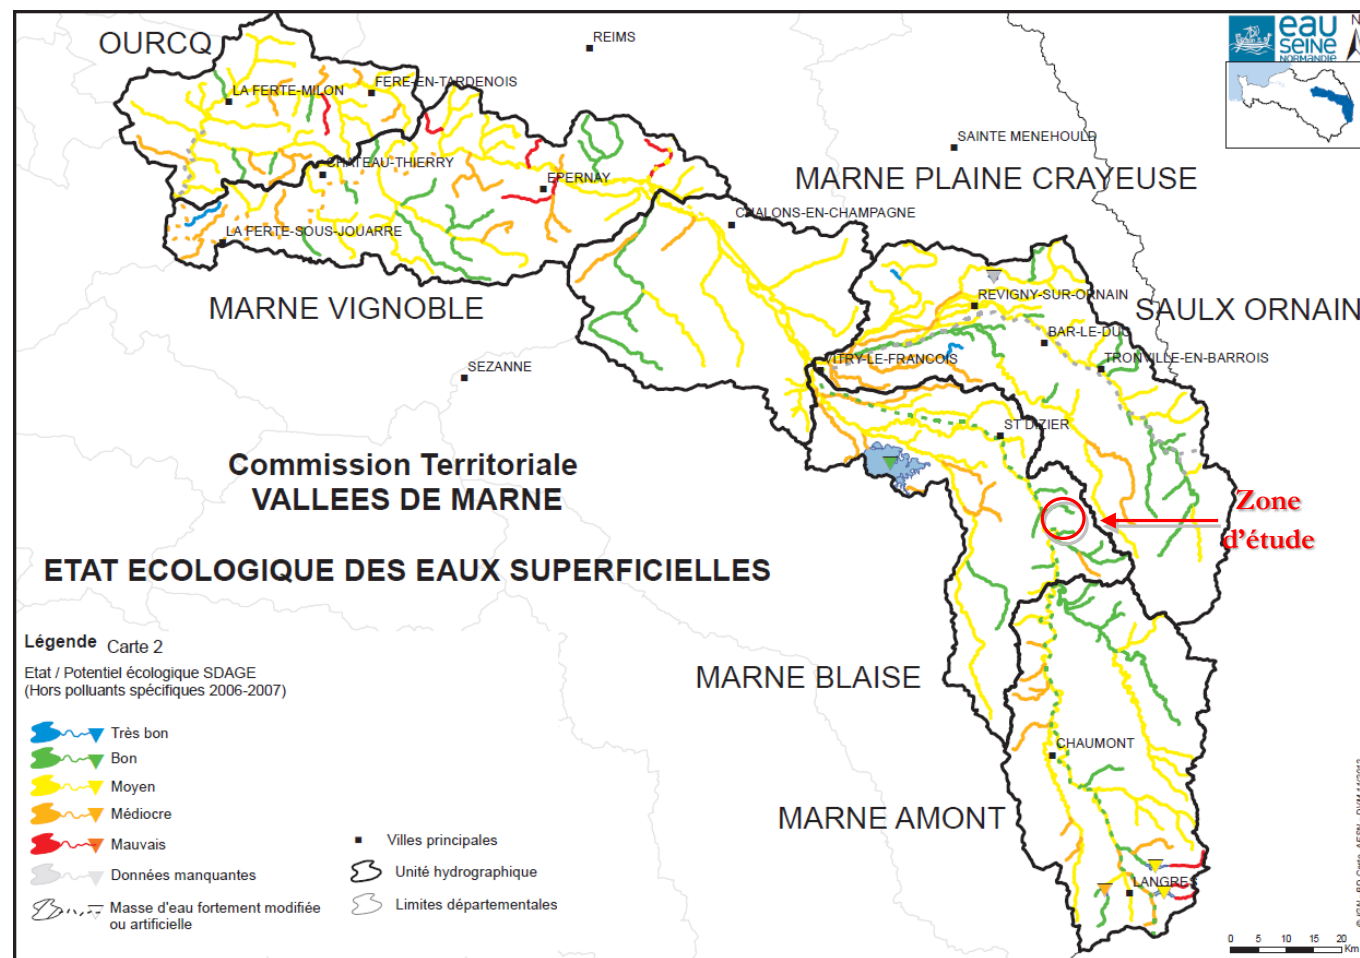 eau
SEINE
NORMANDIE
N
OURCQ
REIMS
LA FERTE-MILON
FERE-EN-TARDENOIS
SAINTE MENEHOULD
CHATEAU-THIERRY
MARNE PLAINE CRAYEUSE
EPERNAY
CHALONS-EN-CHAMPAGNE
LA FERTE-SOUS-JOUARRE
MARNE VIGNOBLE
REVIGNY-SUR-ORNAIN
SAULX ORNAIN
BAR-LE-DUC
VITRY-LE-FRANCOIS
TRONVILLE-EN-BARROIS
SEZANNE
ST DIZIER
Commission Territoriale
VALLEES DE MARNE
Zone
d'étude
ETAT ECOLOGIQUE DES EAUX SUPERFICIELLES
MARNE BLAISE
CHAUMONT
MARNE AMONT
LANGRES
Légende Carte 2
Etat / Potentiel écologique SDAGE
(Hors polluants spécifiques 2006-2007)
Très bon
Bon
Moyen
Médiocre
Mauvais
Données manquantes
Masse d'eau fortement modifiée
ou artificielle
Villes principales
Unité hydrographique
Limites départementales
0 5 10 15 20
Km